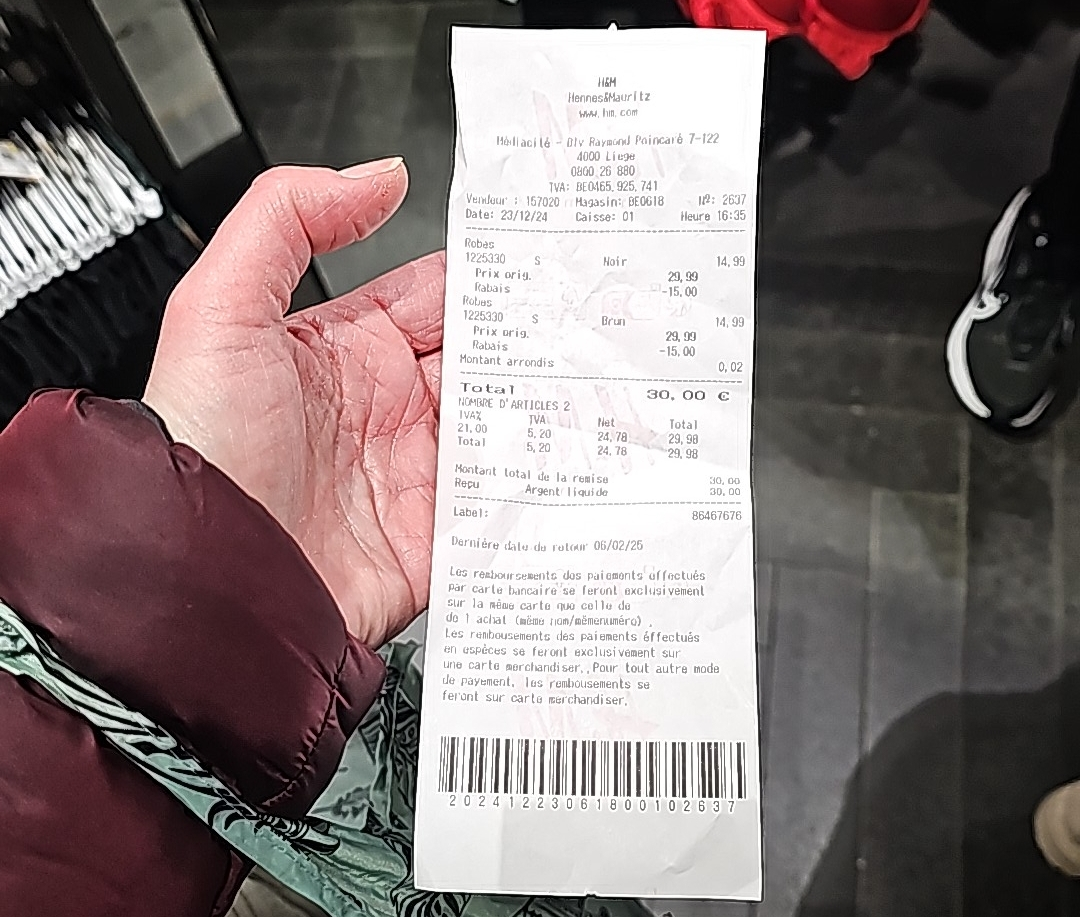 H&M
Hennes&Mauritz
www.hm.com
Médiacité - Blv Raymond Poincaré 7-122
4000 Liege
0800 26 880
TVA: BE0465.925.741
Vendeur : 157020 Magasin: BE0618 Nº: 2637
Date: 23/12/24 Caisse: 01 Heure 16:35
Robes
1225330 S Noir 14,99
Prix orig. 29,99
Rabais -15,00
Robes
1225330 S Brun 14,99
Prix orig. 29,99
Rabais -15,00
Montant arrondis 0,02
Total 30,00 €
NOMBRE D'ARTICLES 2
TVA% TVA Net Total
21,00 5,20 24,78 29,98
Total 5,20 24,78 29,98
Montant total de la remise 30,00
Reçu Argent liquide 30,00
Label: 86467676
Dernière date de retour 06/02/25
Les remboursements des paiements effectués
par carte bancaire se feront exclusivement
sur la même carte que celle de
de l achat (même nom/mêmenuméro) .
Les rembousements des paiements éffectués
en espèces se feront exclusivement sur
une carte merchandiser..Pour tout autre mode
de payement, les rembousements se
feront sur carte merchandiser.
20241223061800102637